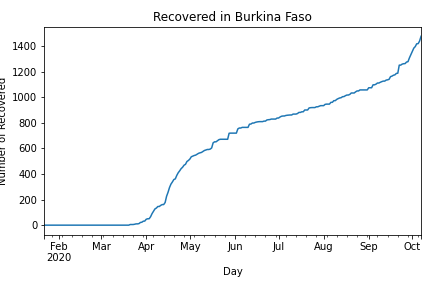 Recovered in Burkina Faso
Number of Recovered
1400
1200
1000
800
600
400
200
0
Feb Mar Apr May Jun Jul Aug Sep Oct
2020
Day